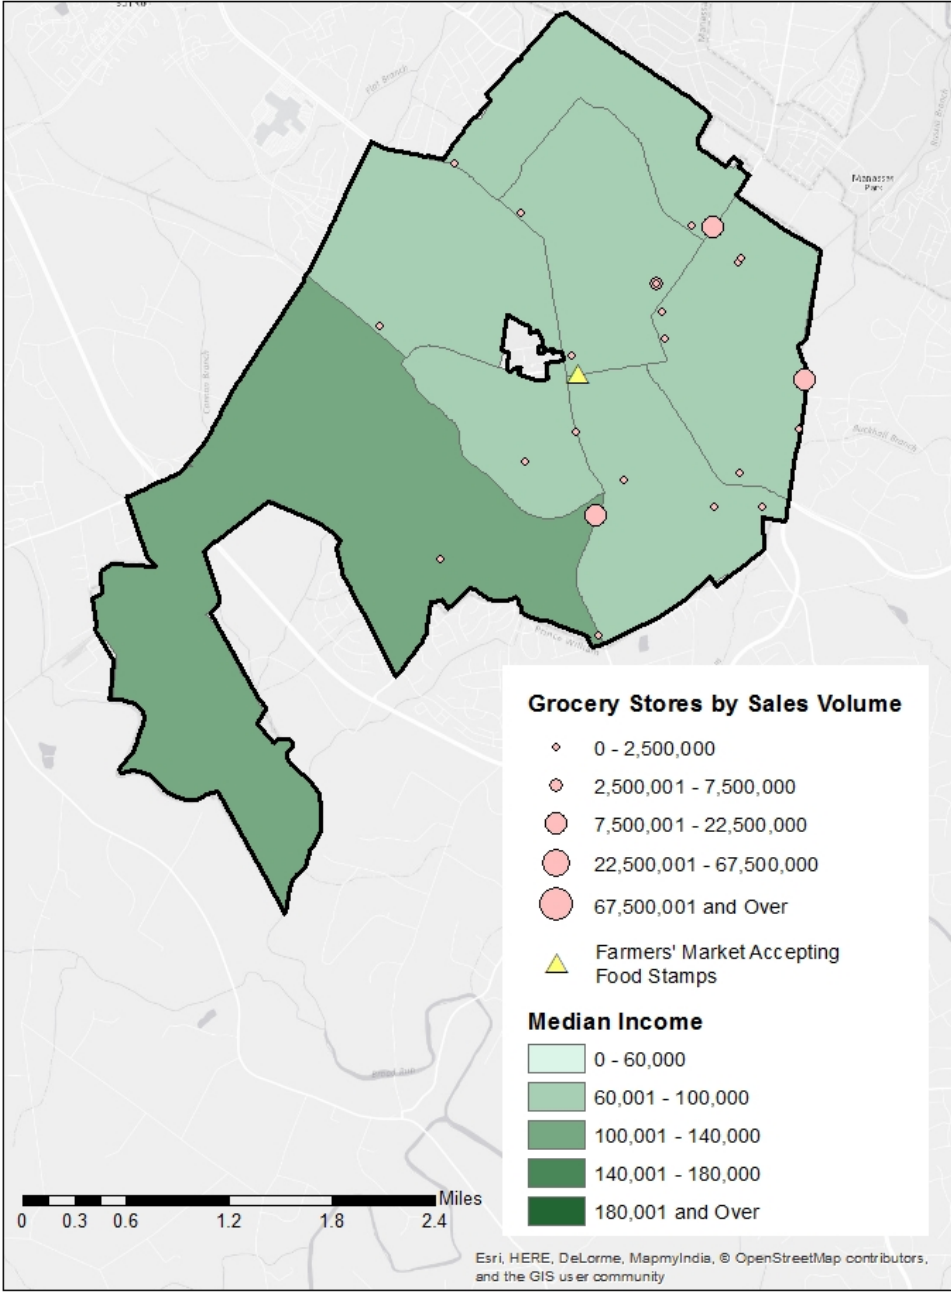 Flat Branch
Manassas
Park
Cannon Branch
Buckhall Branch
Prince William
Grocery Stores by Sales Volume
0 - 2,500,000
2,500,001 - 7,500,000
7,500,001 - 22,500,000
22,500,001 - 67,500,000
67,500,001 and Over
Farmers' Market Accepting
Food Stamps
Median Income
0 - 60,000
60,001 - 100,000
100,001 - 140,000
140,001 - 180,000
180,001 and Over
Miles
0 0.3 0.6 1.2 1.8 2.4
Esri, HERE, DeLorme, MapmyIndia, © OpenStreetMap contributors,
and the GIS user community